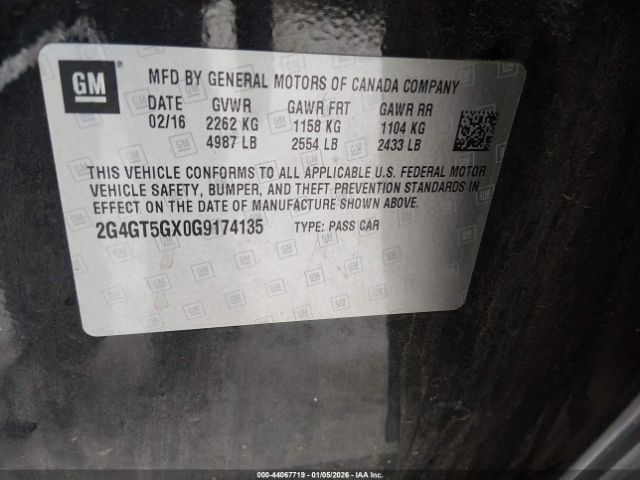 GM
MFD BY GENERAL MOTORS OF CANADA COMPANY
DATE GVWR GAWR FRT GAWR RR
02/16 2262 KG 1158 KG 1104 KG
4987 LB 2554 LB 2433 LB
THIS VEHICLE CONFORMS TO ALL APPLICABLE U.S. FEDERAL MOTOR
VEHICLE SAFETY, BUMPER, AND THEFT PREVENTION STANDARDS IN
EFFECT ON THE DATE OF MANUFACTURE SHOWN ABOVE.
2G4GT5GX0G9174135 TYPE: PASS CAR
000-44067719 - 01/05/2026 - IAA Inc.